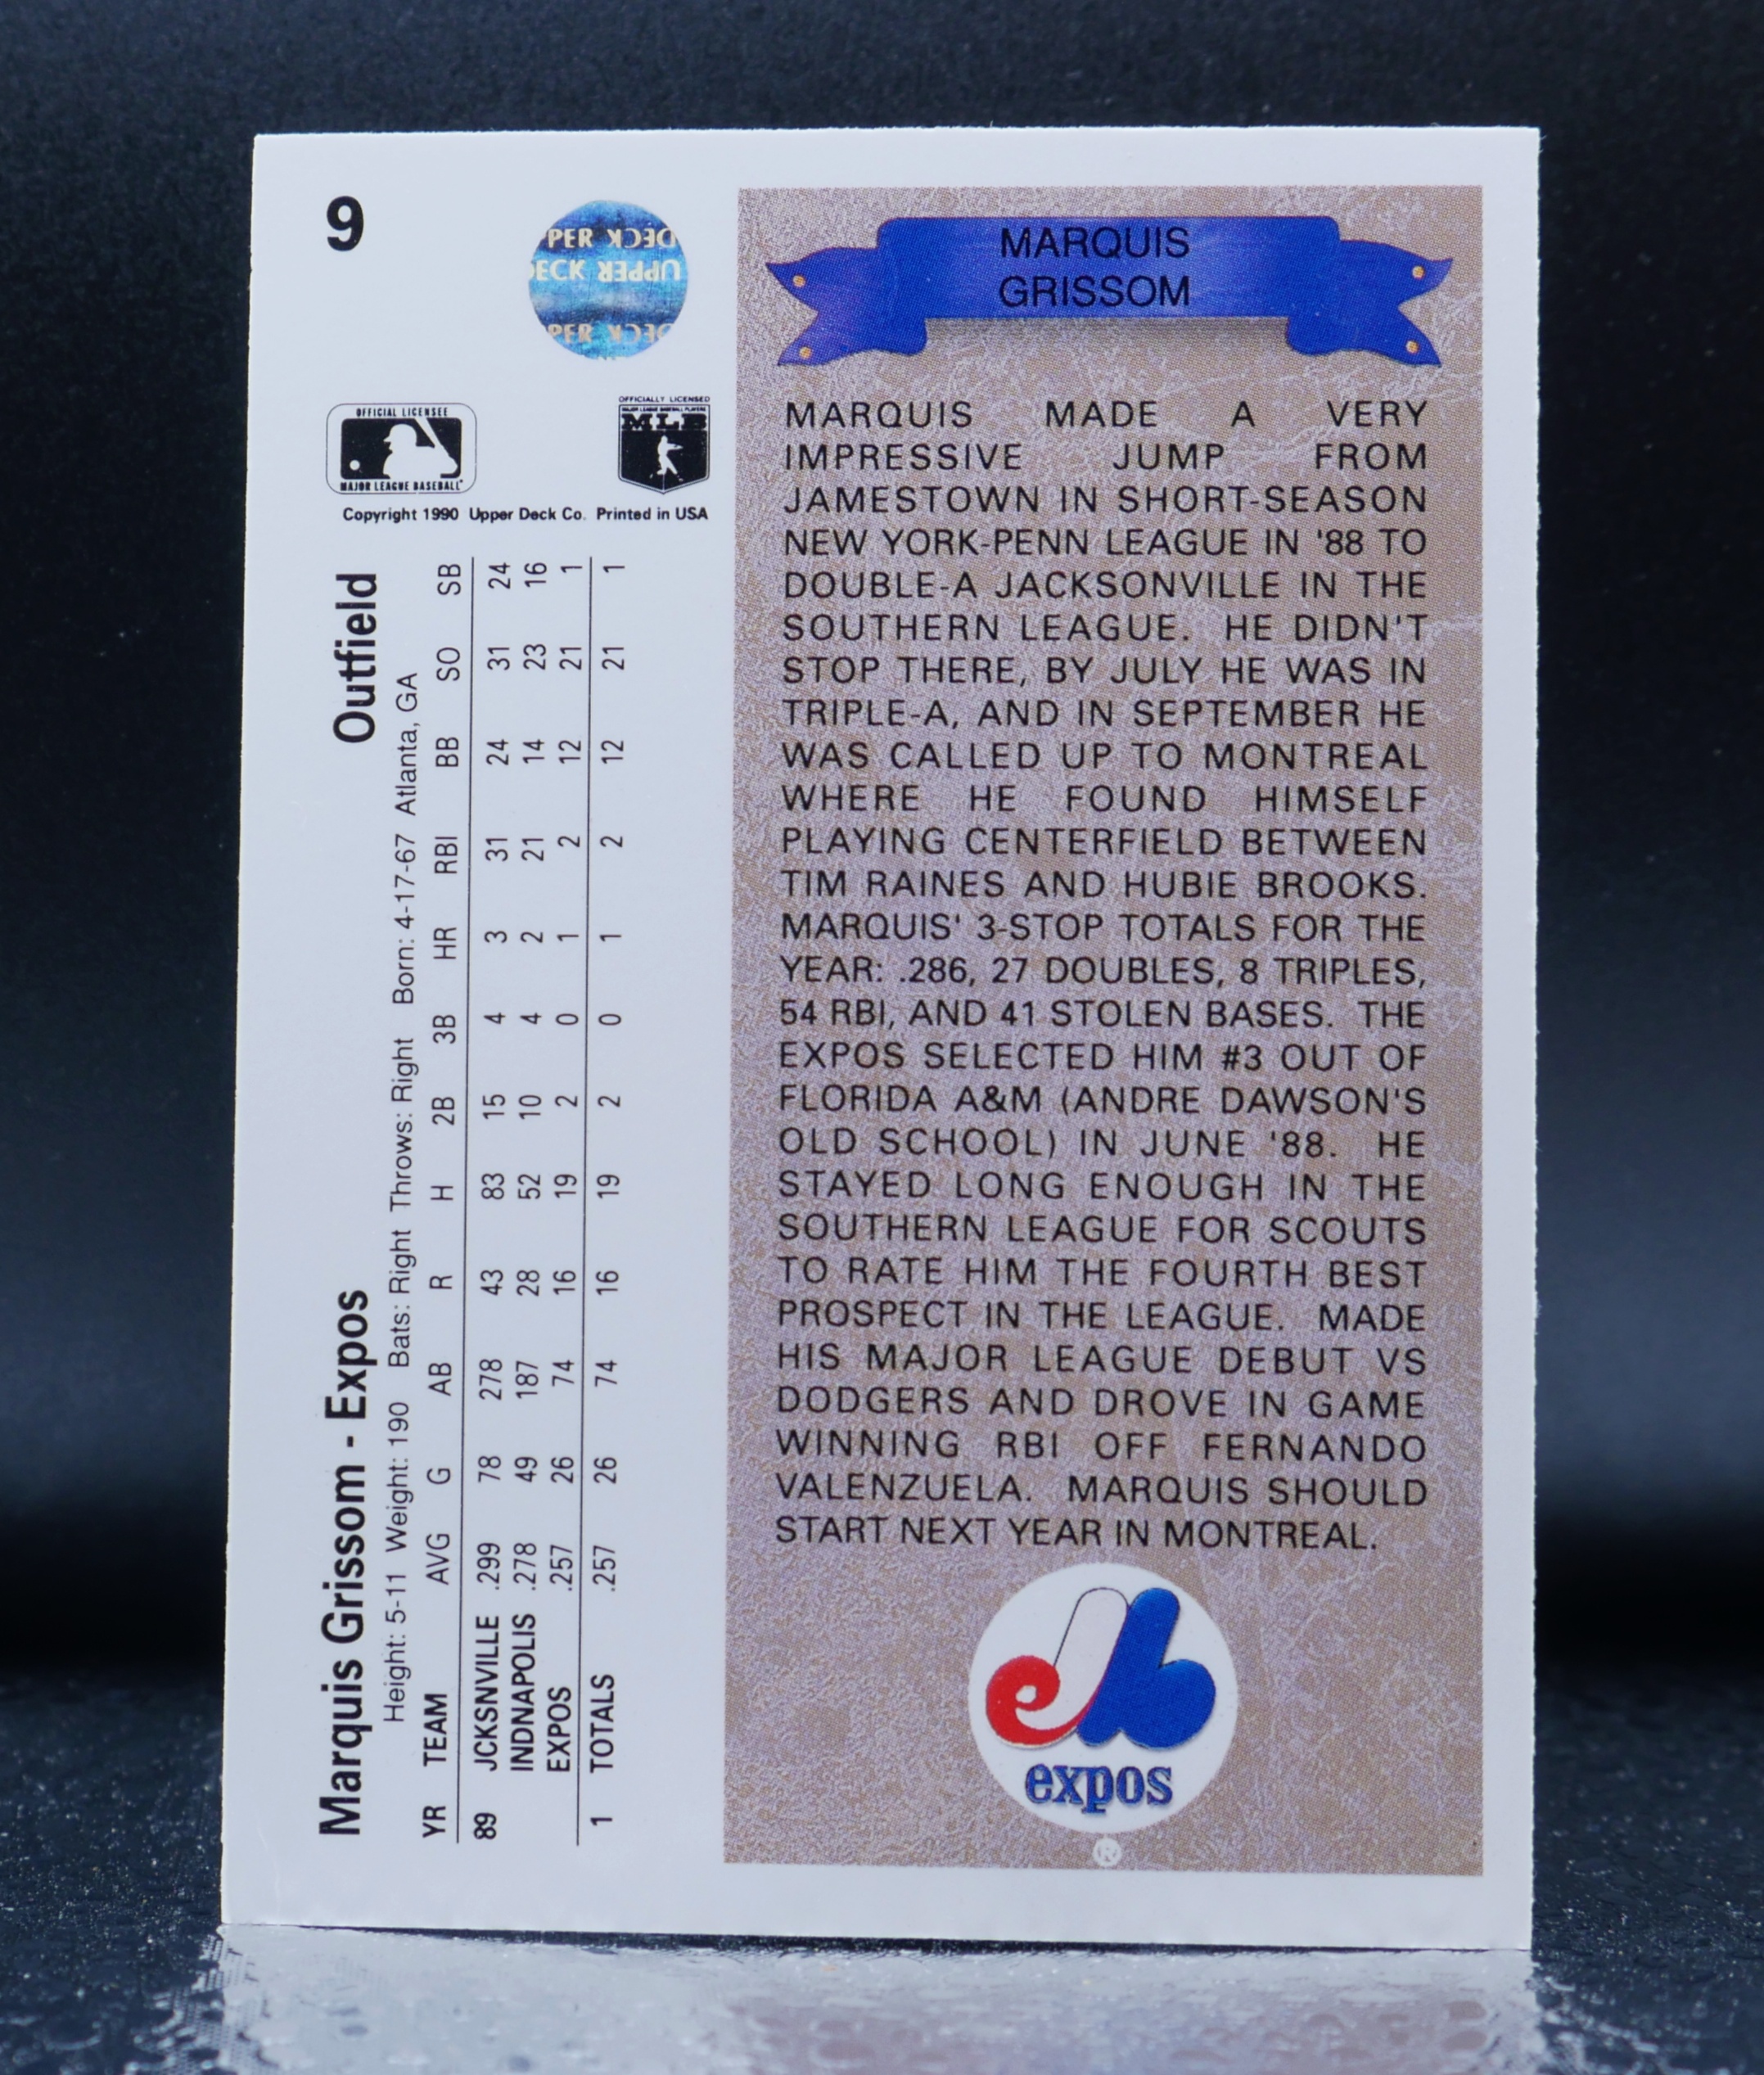 9
PER DECK
ECK UPPER
PER DECK
OFFICIAL LICENSEE
MAJOR LEAGUE BASEBALL
OFFICIALLY LICENSED
MAJOR LEAGUE BASEBALL PLAYERS
MLB
Copyright 1990 Upper Deck Co. Printed in USA
Marquis Grissom - Expos Outfield
Height: 5-11 Weight: 190 Bats: Right Throws: Right Born: 4-17-67 Atlanta, GA
YR TEAM AVG G AB R H 2B 3B HR RBI BB SO SB
89 JCKSNVILLE .299 78 278 43 83 15 4 3 31 24 31 24
INDNAPOLIS .278 49 187 28 52 10 4 2 21 14 23 16
EXPOS .257 26 74 16 19 2 0 1 2 12 21 1
1 TOTALS .257 26 74 16 19 2 0 1 2 12 21 1
MARQUIS
GRISSOM
MARQUIS MADE A VERY
IMPRESSIVE JUMP FROM
JAMESTOWN IN SHORT-SEASON
NEW YORK-PENN LEAGUE IN '88 TO
DOUBLE-A JACKSONVILLE IN THE
SOUTHERN LEAGUE. HE DIDN'T
STOP THERE, BY JULY HE WAS IN
TRIPLE-A, AND IN SEPTEMBER HE
WAS CALLED UP TO MONTREAL
WHERE HE FOUND HIMSELF
PLAYING CENTERFIELD BETWEEN
TIM RAINES AND HUBIE BROOKS.
MARQUIS' 3-STOP TOTALS FOR THE
YEAR: .286, 27 DOUBLES, 8 TRIPLES,
54 RBI, AND 41 STOLEN BASES. THE
EXPOS SELECTED HIM #3 OUT OF
FLORIDA A&M (ANDRE DAWSON'S
OLD SCHOOL) IN JUNE '88. HE
STAYED LONG ENOUGH IN THE
SOUTHERN LEAGUE FOR SCOUTS
TO RATE HIM THE FOURTH BEST
PROSPECT IN THE LEAGUE. MADE
HIS MAJOR LEAGUE DEBUT VS
DODGERS AND DROVE IN GAME
WINNING RBI OFF FERNANDO
VALENZUELA. MARQUIS SHOULD
START NEXT YEAR IN MONTREAL.
expos
®